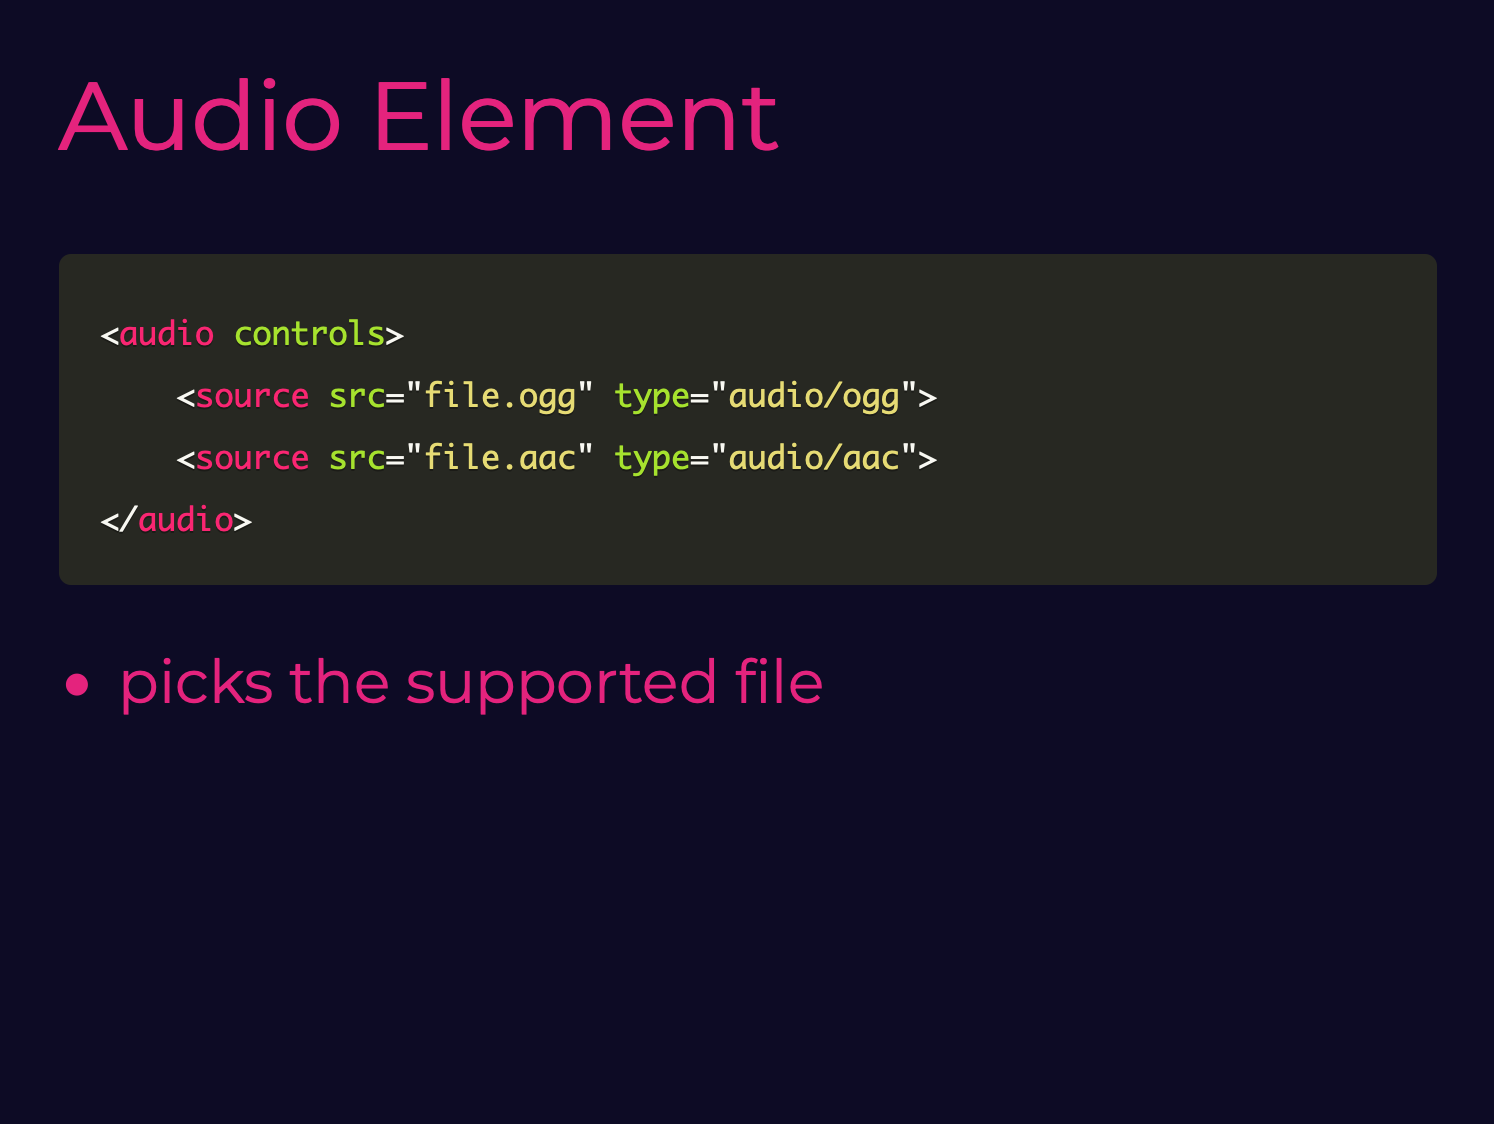 Audio Element
<audio controls>
    <source src="file.ogg" type="audio/ogg">
    <source src="file.aac" type="audio/aac">
</audio>
• picks the supported file